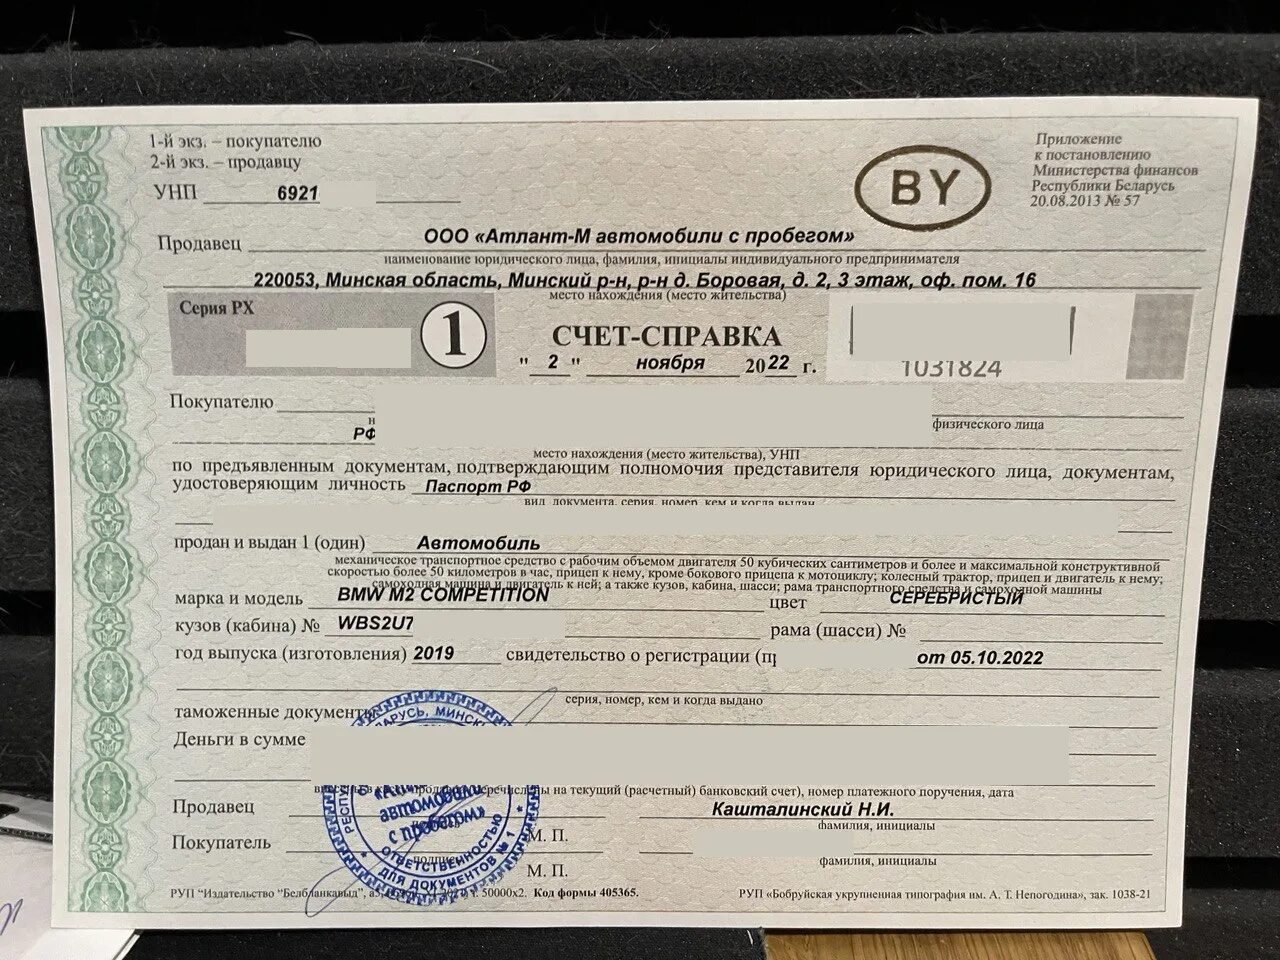 1-й экз. – покупателю
2-й экз. – продавцу
УНП 6921
BY
Приложение
к постановлению
Министерства финансов
Республики Беларусь
20.08.2013 № 57
Продавец ООО «Атлант-М автомобили с пробегом»
наименование юридического лица, фамилия, инициалы индивидуального предпринимателя
220053, Минская область, Минский р-н, р-н д. Боровая, д. 2, 3 этаж, оф. пом. 16
место нахождения (место жительства)
Серия РХ
1
СЧЕТ-СПРАВКА
" 2 " ноября 2022 г.
1031824
Покупателю
физического лица
РФ
место нахождения (место жительства), УНП
по предъявленным документам, подтверждающим полномочия представителя юридического лица, документам,
удостоверяющим личность Паспорт РФ
вид документа, серия, номер, кем и когда выдан
продан и выдан 1 (один) Автомобиль
механическое транспортное средство с рабочим объемом двигателя 50 кубических сантиметров и более и максимальной конструктивной
скоростью более 50 километров в час, прицеп к нему, кроме бокового прицепа к мотоциклу; колесный трактор, прицеп и двигатель к нему;
самоходная машина и двигатель к ней; а также кузов, кабина, шасси; рама транспортного средства и самоходной машины
марка и модель BMW M2 COMPETITION цвет СЕРЕБРИСТЫЙ
кузов (кабина) № WBS2U7 рама (шасси) №
год выпуска (изготовления) 2019 свидетельство о регистрации от 05.10.2022
серия, номер, кем и когда выдано
таможенные документы
Деньги в сумме
на текущий (расчетный) банковский счет), номер платежного поручения, дата
Продавец Кашталинский Н.И.
М. П. фамилия, инициалы
Покупатель
подпись
фамилия, инициалы
М. П.
МИНСК
автомобили
с пробегом»
ОТВЕТСТВЕННОСТЬЮ
ДЛЯ ДОКУМЕНТОВ № 1
РУП "Издательство "Белбланкавыд", 50000х2. Код формы 405365.
РУП «Бобруйская укрупненная типография им. А. Т. Непогодина», зак. 1038-21